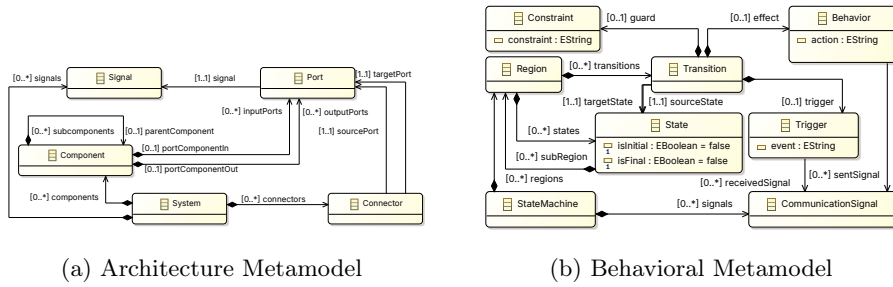 [0..*] signals
Signal
[1..1] signal
Port
[1..1] targetPort
[0..*] inputPorts
[0..*] outputPorts
[1..1] sourcePort
[0..*] subcomponents
[0..1] parentComponent
Component
[0..1] portComponentIn
[0..1] portComponentOut
[0..*] components
System
[0..*] connectors
Connector
(a) Architecture Metamodel
Constraint
constraint : EString
[0..1] guard
[0..1] effect
Behavior
action : EString
Region
[0..*] transitions
Transition
[1..1] targetState
[1..1] sourceState
[0..1] trigger
[0..*] states
State
isInitial : EBoolean = false
isFinal : EBoolean = false
Trigger
event : EString
[0..*] subRegion
[0..*] regions
[0..*] receivedSignal
[0..*] sentSignal
StateMachine
[0..*] signals
CommunicationSignal
(b) Behavioral Metamodel